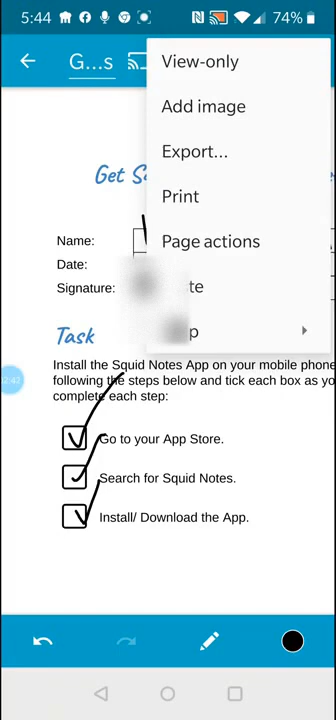 5:44
74%
G...s
View-only
Add image
Export...
Print
Page actions
Get
Name:
Date:
Signature:
Task
Install the Squid Notes App on your mobile phone
following the steps below and tick each box as yo
complete each step:
02:43
Go to your App Store.
Search for Squid Notes.
Install/ Download the App.